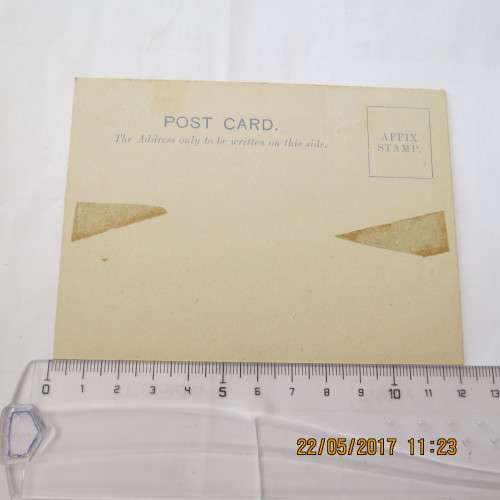 POST CARD.
The Address only to be written on this side.
AFFIX
STAMP.
0 1 2 3 4 5 6 7 8 9 10 11 12 13
22/05/2017 11:23